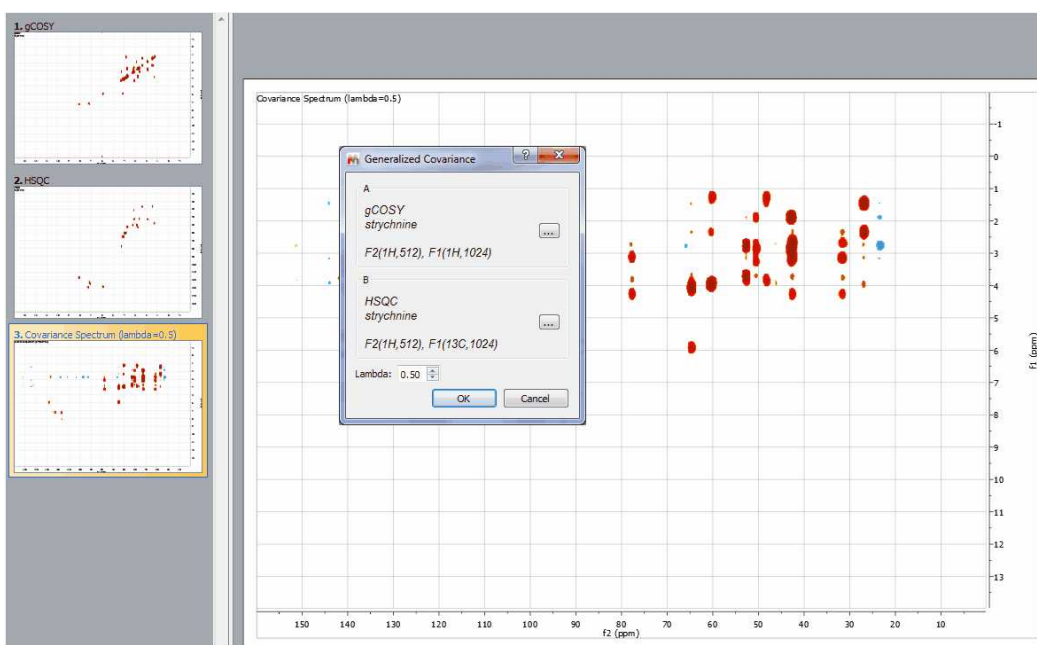 1. gCOSY
2. HSQC
3. Covariance Spectrum (lambda=0.5)
Covariance Spectrum (lambda=0.5)
Generalized Covariance
A
gCOSY
strychnine
...
F2(1H,512), F1(1H,1024)
B
HSQC
strychnine
...
F2(1H,512), F1(13C,1024)
Lambda: 0.50
OK Cancel
-1
0
1
2
3
4
5
6
7
8
9
10
11
12
13
f1 (ppm)
150 140 130 120 110 100 90 80 70 60 50 40 30 20 10
f2 (ppm)